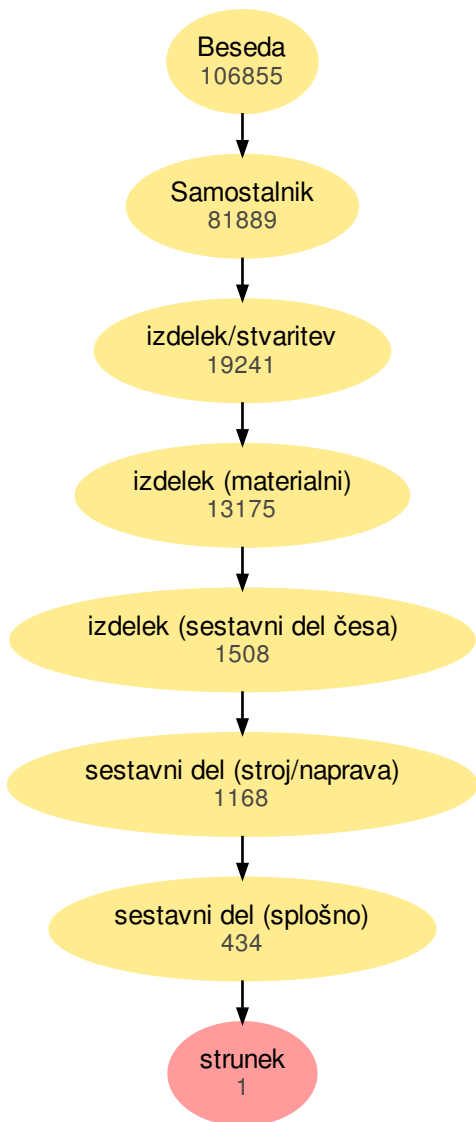 Beseda
106855
Samostalnik
81889
izdelek/stvaritev
19241
izdelek (materialni)
13175
izdelek (sestavni del česa)
1508
sestavni del (stroj/naprava)
1168
sestavni del (splošno)
434
strunek
1